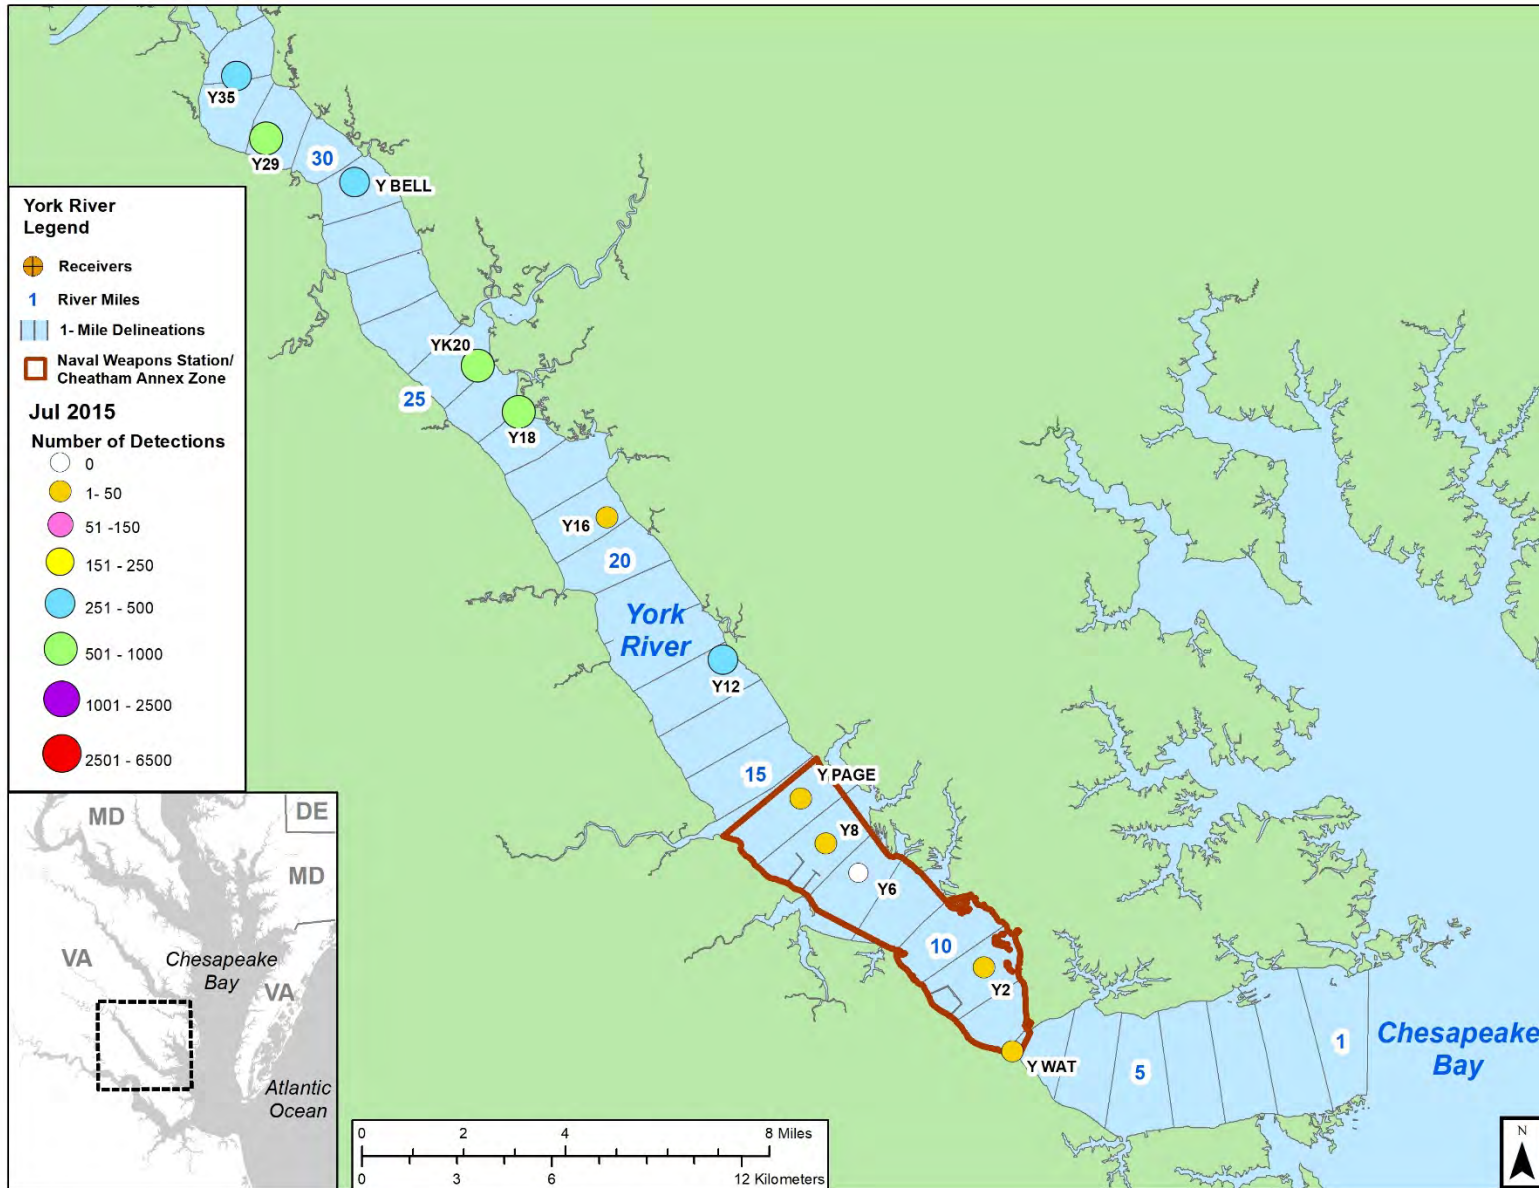 Y35
Y29
30
Y BELL
York River
Legend
Receivers
1 River Miles
1- Mile Delineations
Naval Weapons Station/
Cheatham Annex Zone
Jul 2015
Number of Detections
0
1- 50
51 -150
151 - 250
251 - 500
501 - 1000
1001 - 2500
2501 - 6500
YK20
25
Y18
Y16
20
York
River
Y12
15
Y PAGE
Y8
Y6
10
Y2
Y WAT
5
1
Chesapeake
Bay
MD
DE
MD
VA
Chesapeake
Bay
VA
Atlantic
Ocean
0 2 4 8 Miles
0 3 6 12 Kilometers
N